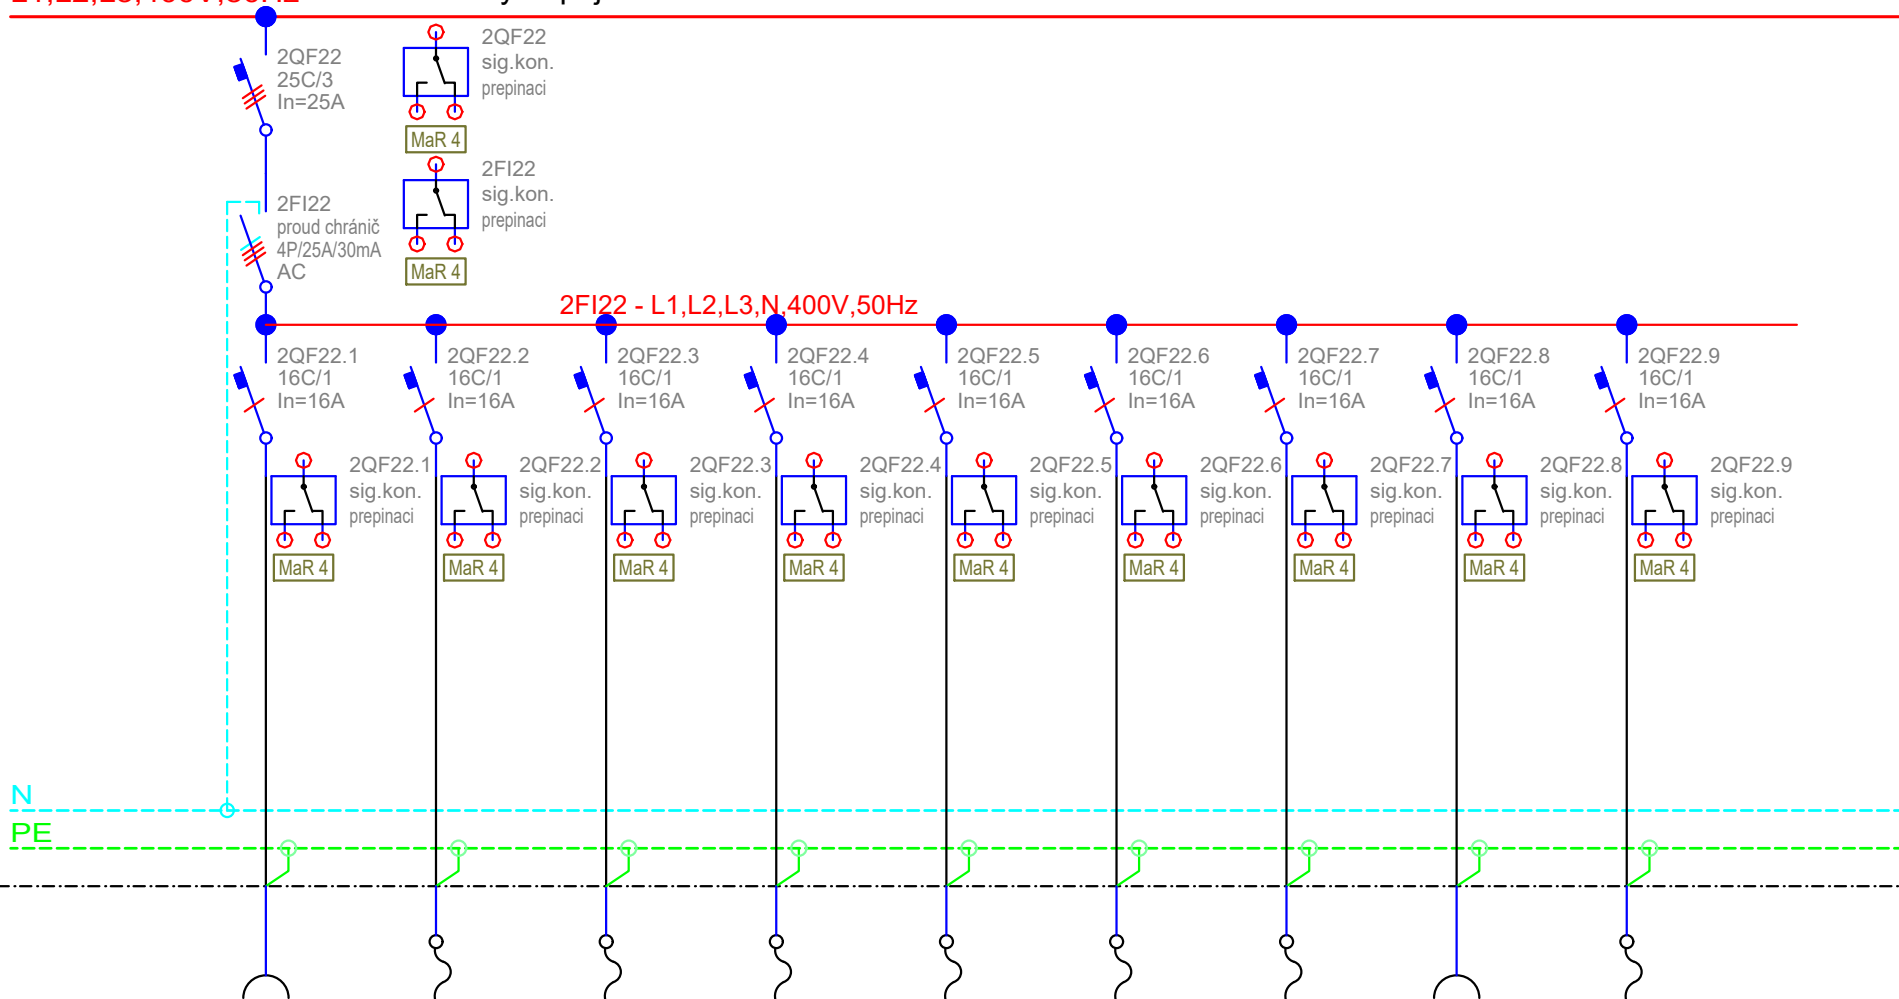 2QF22
25C/3
In=25A
2QF22
sig.kon.
prepinaci
MaR 4
2FI22
proud chránič
4P/25A/30mA
AC
2FI22
sig.kon.
prepinaci
MaR 4
2FI22 - L1,L2,L3,N,400V,50Hz
2QF22.1
16C/1
In=16A
2QF22.2
16C/1
In=16A
2QF22.3
16C/1
In=16A
2QF22.4
16C/1
In=16A
2QF22.5
16C/1
In=16A
2QF22.6
16C/1
In=16A
2QF22.7
16C/1
In=16A
2QF22.8
16C/1
In=16A
2QF22.9
16C/1
In=16A
2QF22.1
sig.kon.
prepinaci
MaR 4
2QF22.2
sig.kon.
prepinaci
MaR 4
2QF22.3
sig.kon.
prepinaci
MaR 4
2QF22.4
sig.kon.
prepinaci
MaR 4
2QF22.5
sig.kon.
prepinaci
MaR 4
2QF22.6
sig.kon.
prepinaci
MaR 4
2QF22.7
sig.kon.
prepinaci
MaR 4
2QF22.8
sig.kon.
prepinaci
MaR 4
2QF22.9
sig.kon.
prepinaci
MaR 4
N
PE